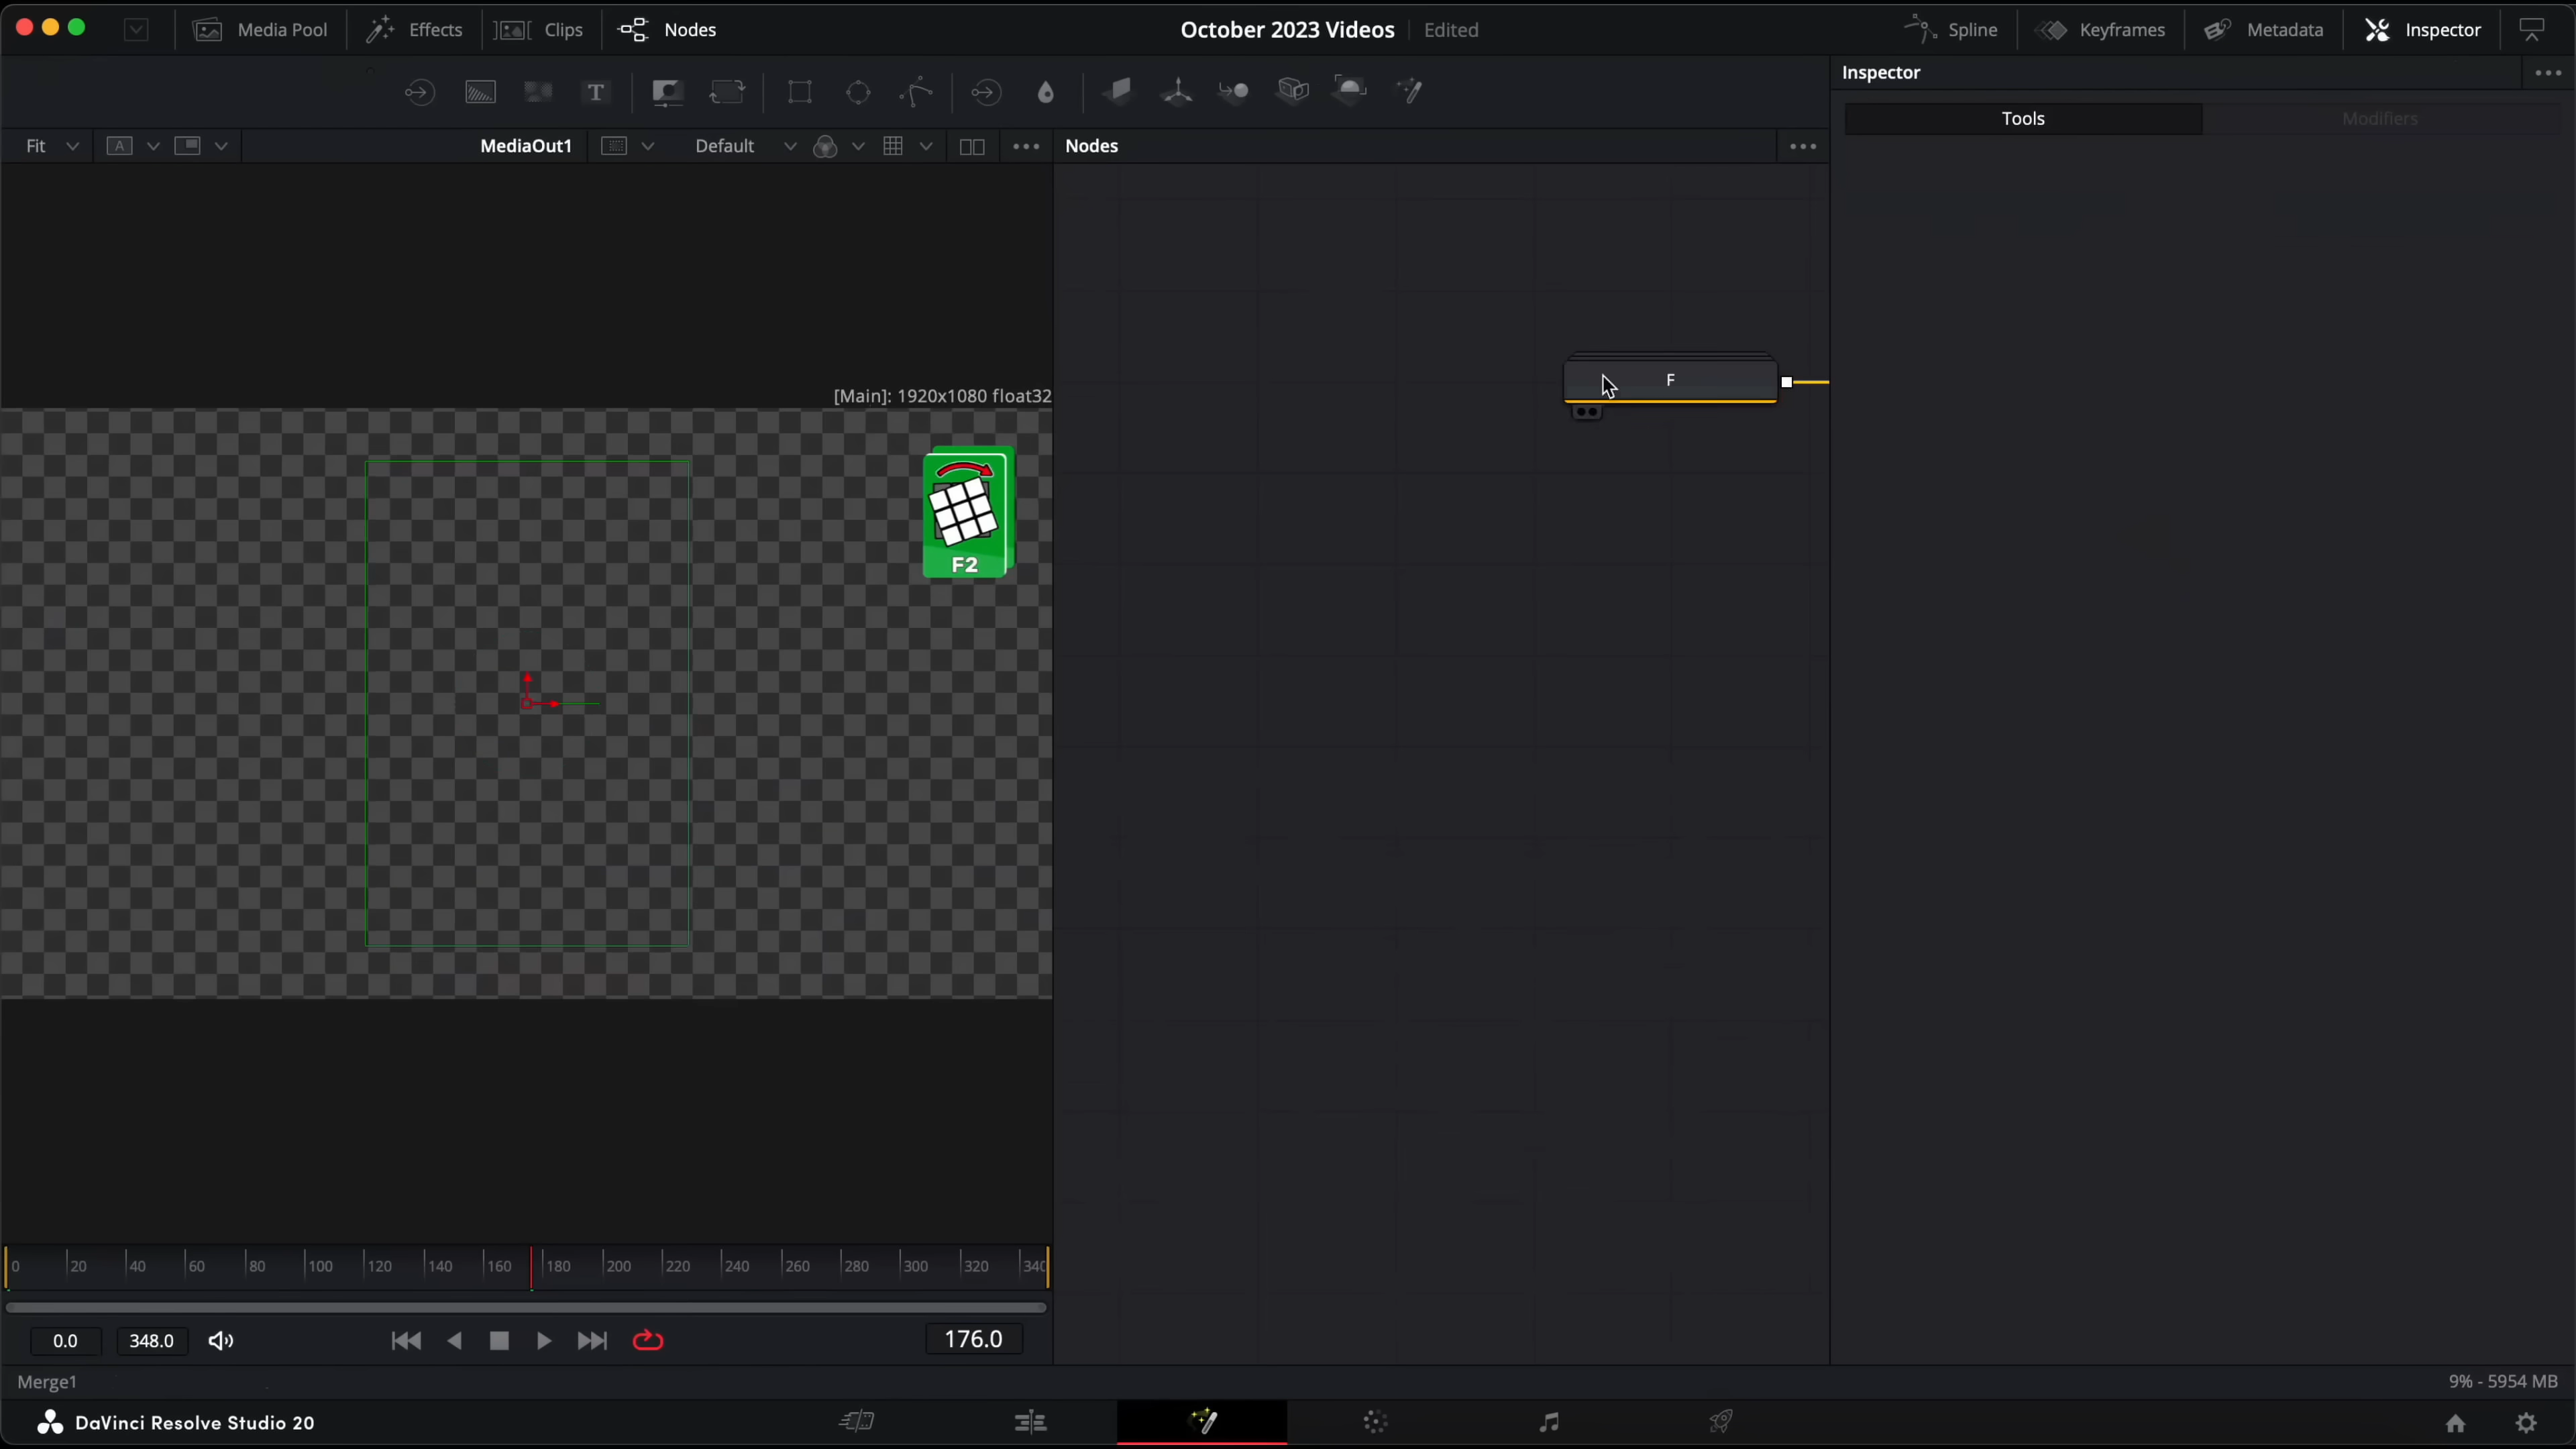 Media Pool Effects Clips Nodes October 2023 Videos Edited Spline Keyframes Metadata Inspector
T
Inspector
Tools Modifiers
Fit A MediaOut1 Default Nodes
F
[Main]: 1920x1080 float32
F2
0 20 40 60 80 100 120 140 160 180 200 220 240 260 280 300 320 340
0.0 348.0 176.0
Merge1 9% - 5954 MB
DaVinci Resolve Studio 20